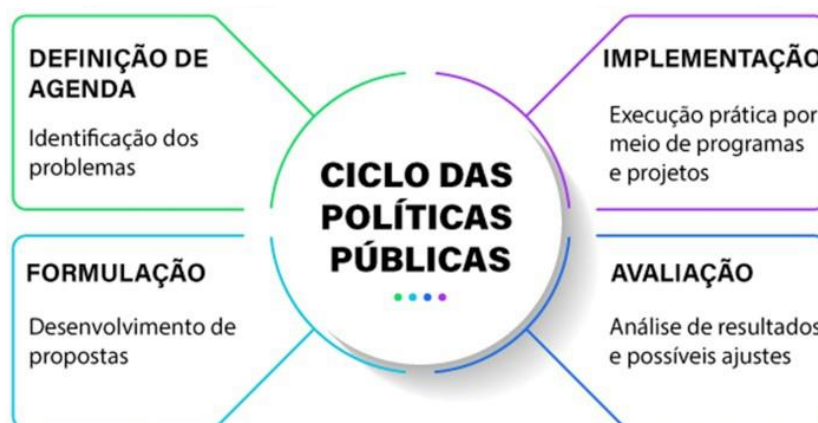 DEFINIÇÃO DE
AGENDA
Identificação dos
problemas
FORMULAÇÃO
Desenvolvimento de
propostas
CICLO DAS
POLÍTICAS
PÚBLICAS
IMPLEMENTAÇÃO
Execução prática por
meio de programas
e projetos
AVALIAÇÃO
Análise de resultados
e possíveis ajustes